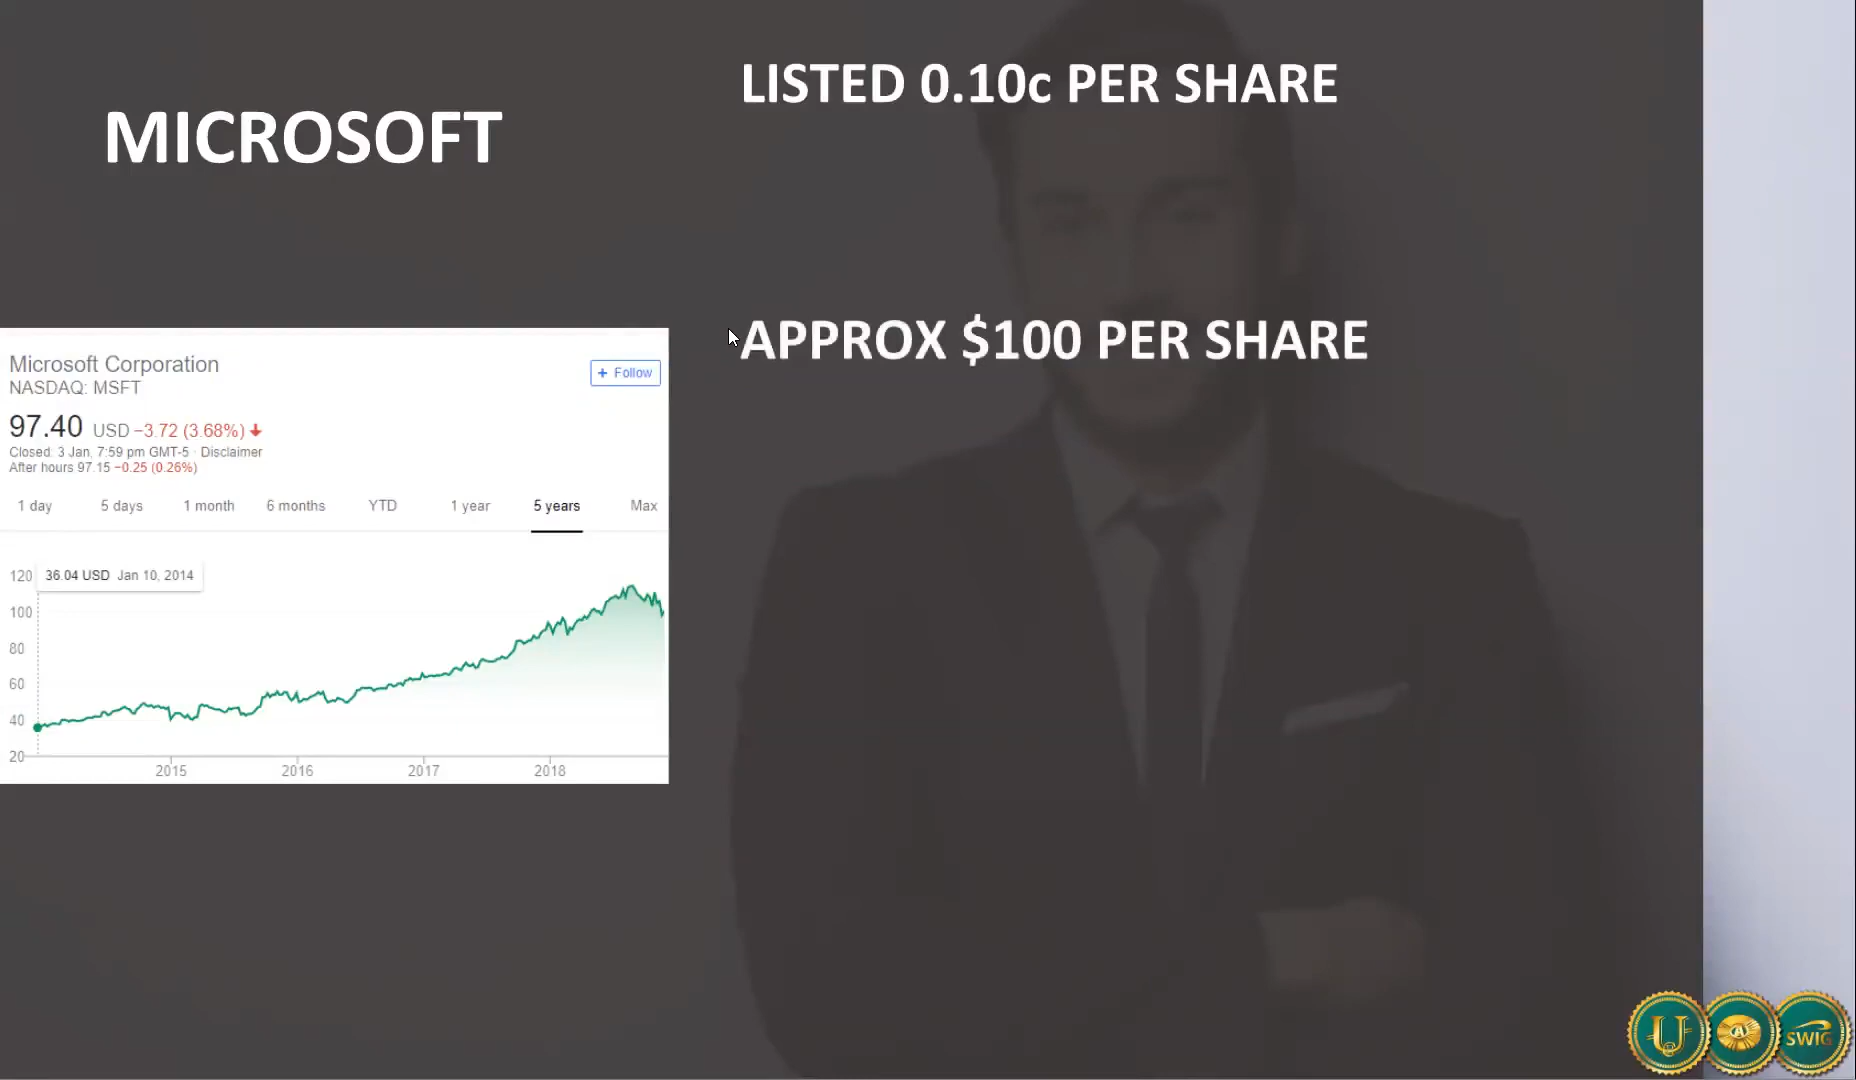 LISTED 0.10c PER SHARE
MICROSOFT
APPROX $100 PER SHARE
Microsoft Corporation
NASDAQ: MSFT
+ Follow
97.40 USD −3.72 (3.68%)
Closed: 3 Jan, 7:59 pm GMT-5 · Disclaimer
After hours 97.15 −0.25 (0.26%)
1 day 5 days 1 month 6 months YTD 1 year 5 years Max
36.04 USD Jan 10, 2014
120
100
80
60
40
20
2015 2016 2017 2018
U A SWIG